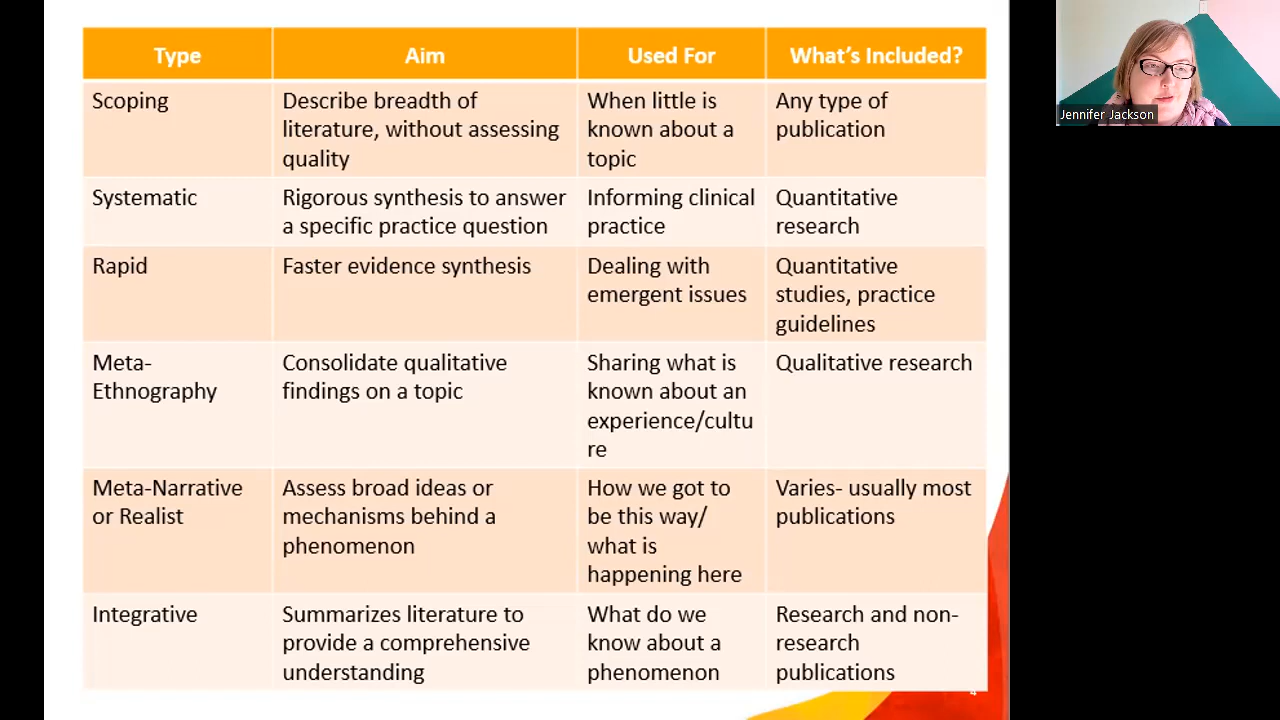 Type
Aim
Used For
What's Included?
Scoping
Describe breadth of
literature, without assessing
quality
When little is
known about a
topic
Any type of
publication
Systematic
Rigorous synthesis to answer
a specific practice question
Informing clinical
practice
Quantitative
research
Rapid
Faster evidence synthesis
Dealing with
emergent issues
Quantitative
studies, practice
guidelines
Meta-
Ethnography
Consolidate qualitative
findings on a topic
Sharing what is
known about an
experience/cultu
re
Qualitative research
Meta-Narrative
or Realist
Assess broad ideas or
mechanisms behind a
phenomenon
How we got to
be this way/
what is
happening here
Varies- usually most
publications
Integrative
Summarizes literature to
provide a comprehensive
understanding
What do we
know about a
phenomenon
Research and non-
research
publications
4
Jennifer Jackson